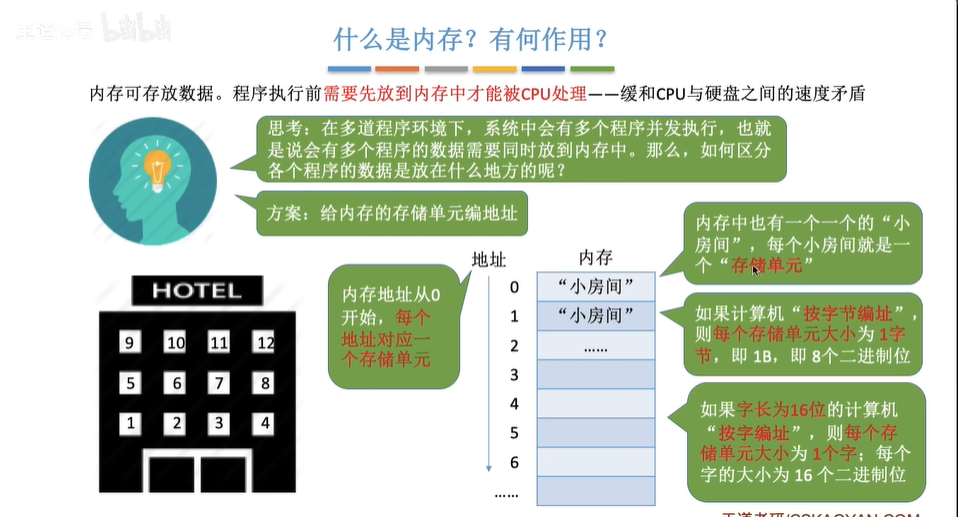 王道论坛 bilibili
什么是内存？有何作用？
内存可存放数据。程序执行前需要先放到内存中才能被CPU处理——缓和CPU与硬盘之间的速度矛盾
思考：在多道程序环境下，系统中会有多个程序并发执行，也就
是说会有多个程序的数据需要同时放到内存中。那么，如何区分
各个程序的数据是放在什么地方的呢？
方案：给内存的存储单元编地址
HOTEL
9 10 11 12
5 6 7 8
1 2 3 4
内存地址从0
开始，每个
地址对应一
个存储单元
地址 内存
0 “小房间”
1 “小房间”
2 ……
3
4
5
6
……
内存中也有一个一个的“小
房间”，每个小房间就是一
个“存储单元”
如果计算机“按字节编址”，
则每个存储单元大小为 1字
节，即 1B，即 8个二进制位
如果字长为16位的计算机
“按字编址”，则每个存
储单元大小为 1个字；每个
字的大小为 16 个二进制位
王道考研/CSKAOYAN.COM